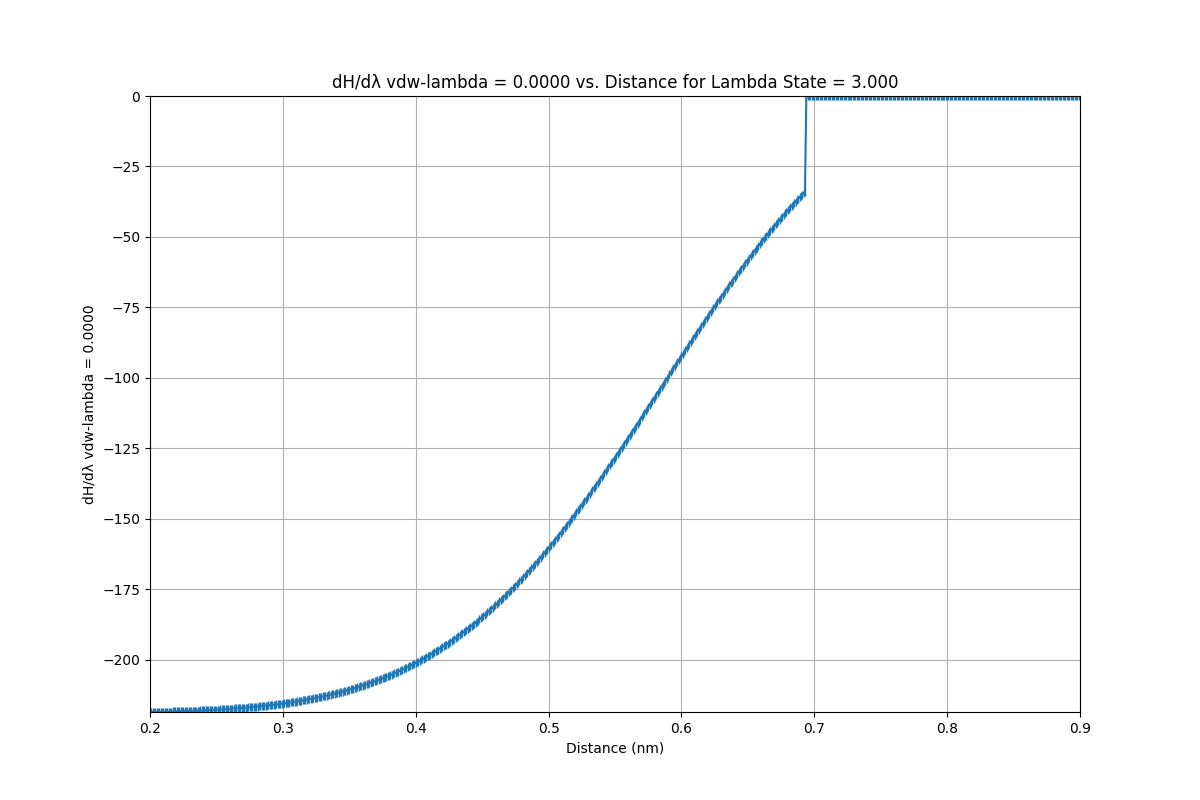 dH/dλ vdw-lambda = 0.0000 vs. Distance for Lambda State = 3.000
0
−25
−50
−75
−100
−125
−150
−175
−200
dH/dλ vdw-lambda = 0.0000
0.2 0.3 0.4 0.5 0.6 0.7 0.8 0.9
Distance (nm)